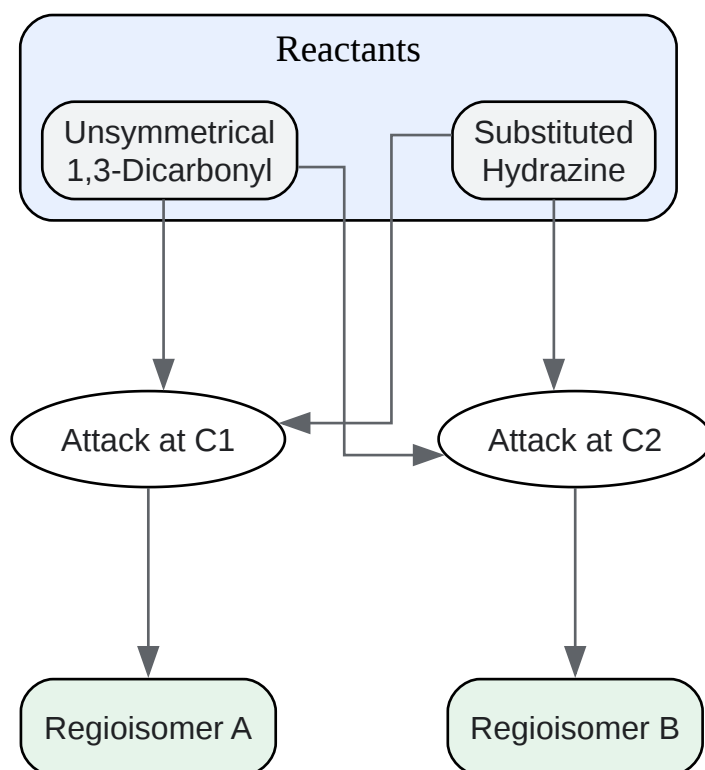 Reactants
Unsymmetrical
1,3-Dicarbonyl
Substituted
Hydrazine
Attack at C1
Attack at C2
Regioisomer A
Regioisomer B